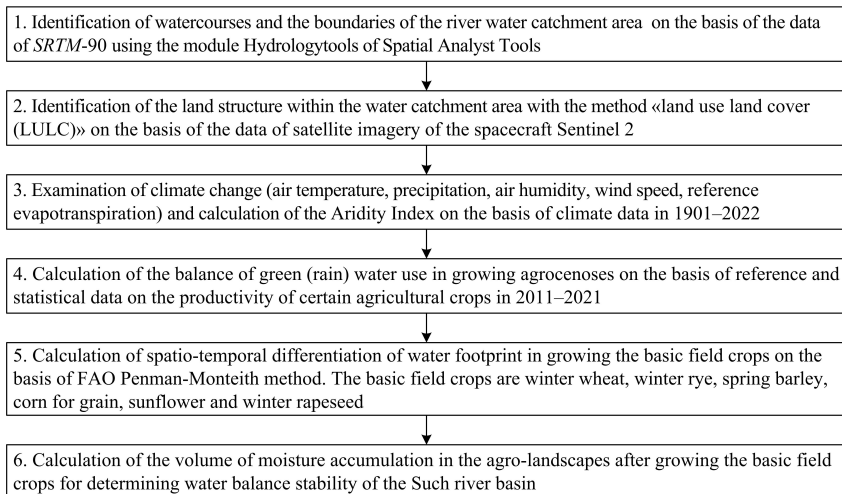 1. Identification of watercourses and the boundaries of the river water catchment area on the basis of the data
of SRTM-90 using the module Hydrologytools of Spatial Analyst Tools
2. Identification of the land structure within the water catchment area with the method «land use land cover
(LULC)» on the basis of the data of satellite imagery of the spacecraft Sentinel 2
3. Examination of climate change (air temperature, precipitation, air humidity, wind speed, reference
evapotranspiration) and calculation of the Aridity Index on the basis of climate data in 1901–2022
4. Calculation of the balance of green (rain) water use in growing agrocenoses on the basis of reference and
statistical data on the productivity of certain agricultural crops in 2011–2021
5. Calculation of spatio-temporal differentiation of water footprint in growing the basic field crops on the
basis of FAO Penman-Monteith method. The basic field crops are winter wheat, winter rye, spring barley,
corn for grain, sunflower and winter rapeseed
6. Calculation of the volume of moisture accumulation in the agro-landscapes after growing the basic field
crops for determining water balance stability of the Such river basin